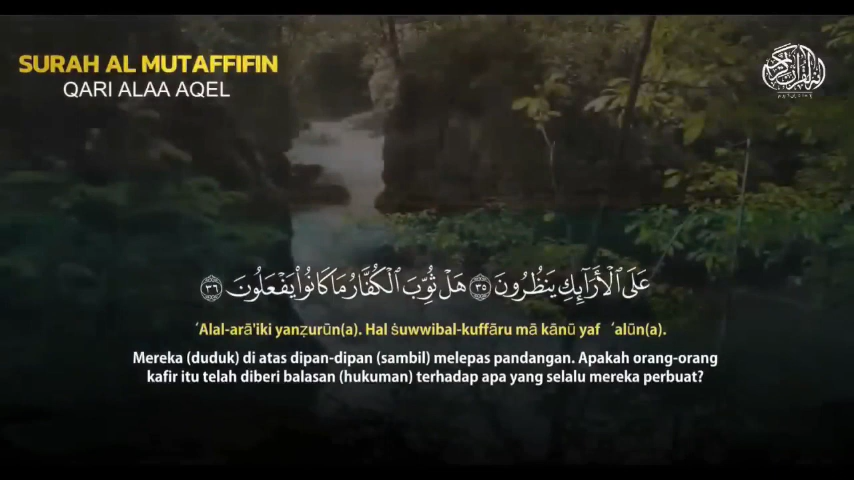 SURAH AL MUTAFFIFIN
QARI ALAA AQEL
عَلَى ٱلْأَرَآئِكِ يَنظُرُونَ ٣٥ هَلْ ثُوِّبَ ٱلْكُفَّارُ مَا كَانُوا۟ يَفْعَلُونَ ٣٦
‘Alal-arā'iki yanẓurūn(a). Hal ṡuwwibal-kuffāru mā kānū yaf ‘alūn(a).
Mereka (duduk) di atas dipan-dipan (sambil) melepas pandangan. Apakah orang-orang
kafir itu telah diberi balasan (hukuman) terhadap apa yang selalu mereka perbuat?